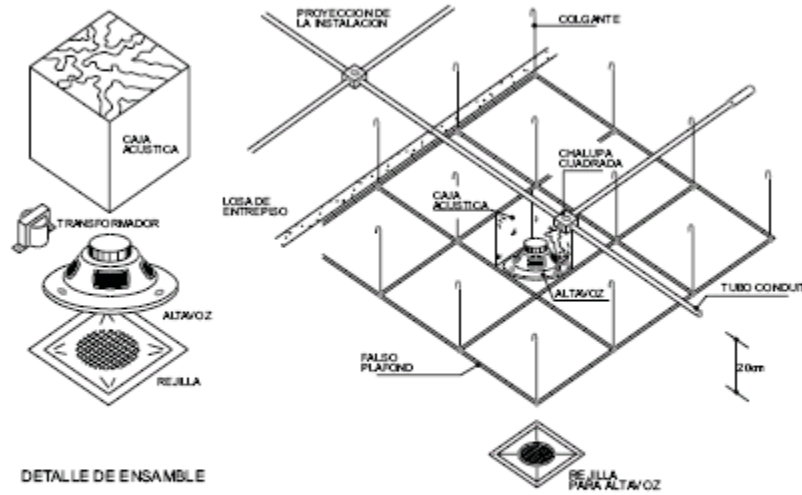 PROYECCION DE
LA INSTALACION
COLGANTE
CAJA
ACUSTICA
CHALUPA
CUADRADA
LOSA DE
ENTREPISO
CAJA
ACUSTICA
TRANSFORMADOR
ALTAVOZ
ALTAVOZ
TUBO CONDUIT
REJILLA
FALSO
PLAFOND
20cm
DETALLE DE ENSAMBLE
REJILLA
PARA ALTAVOZ